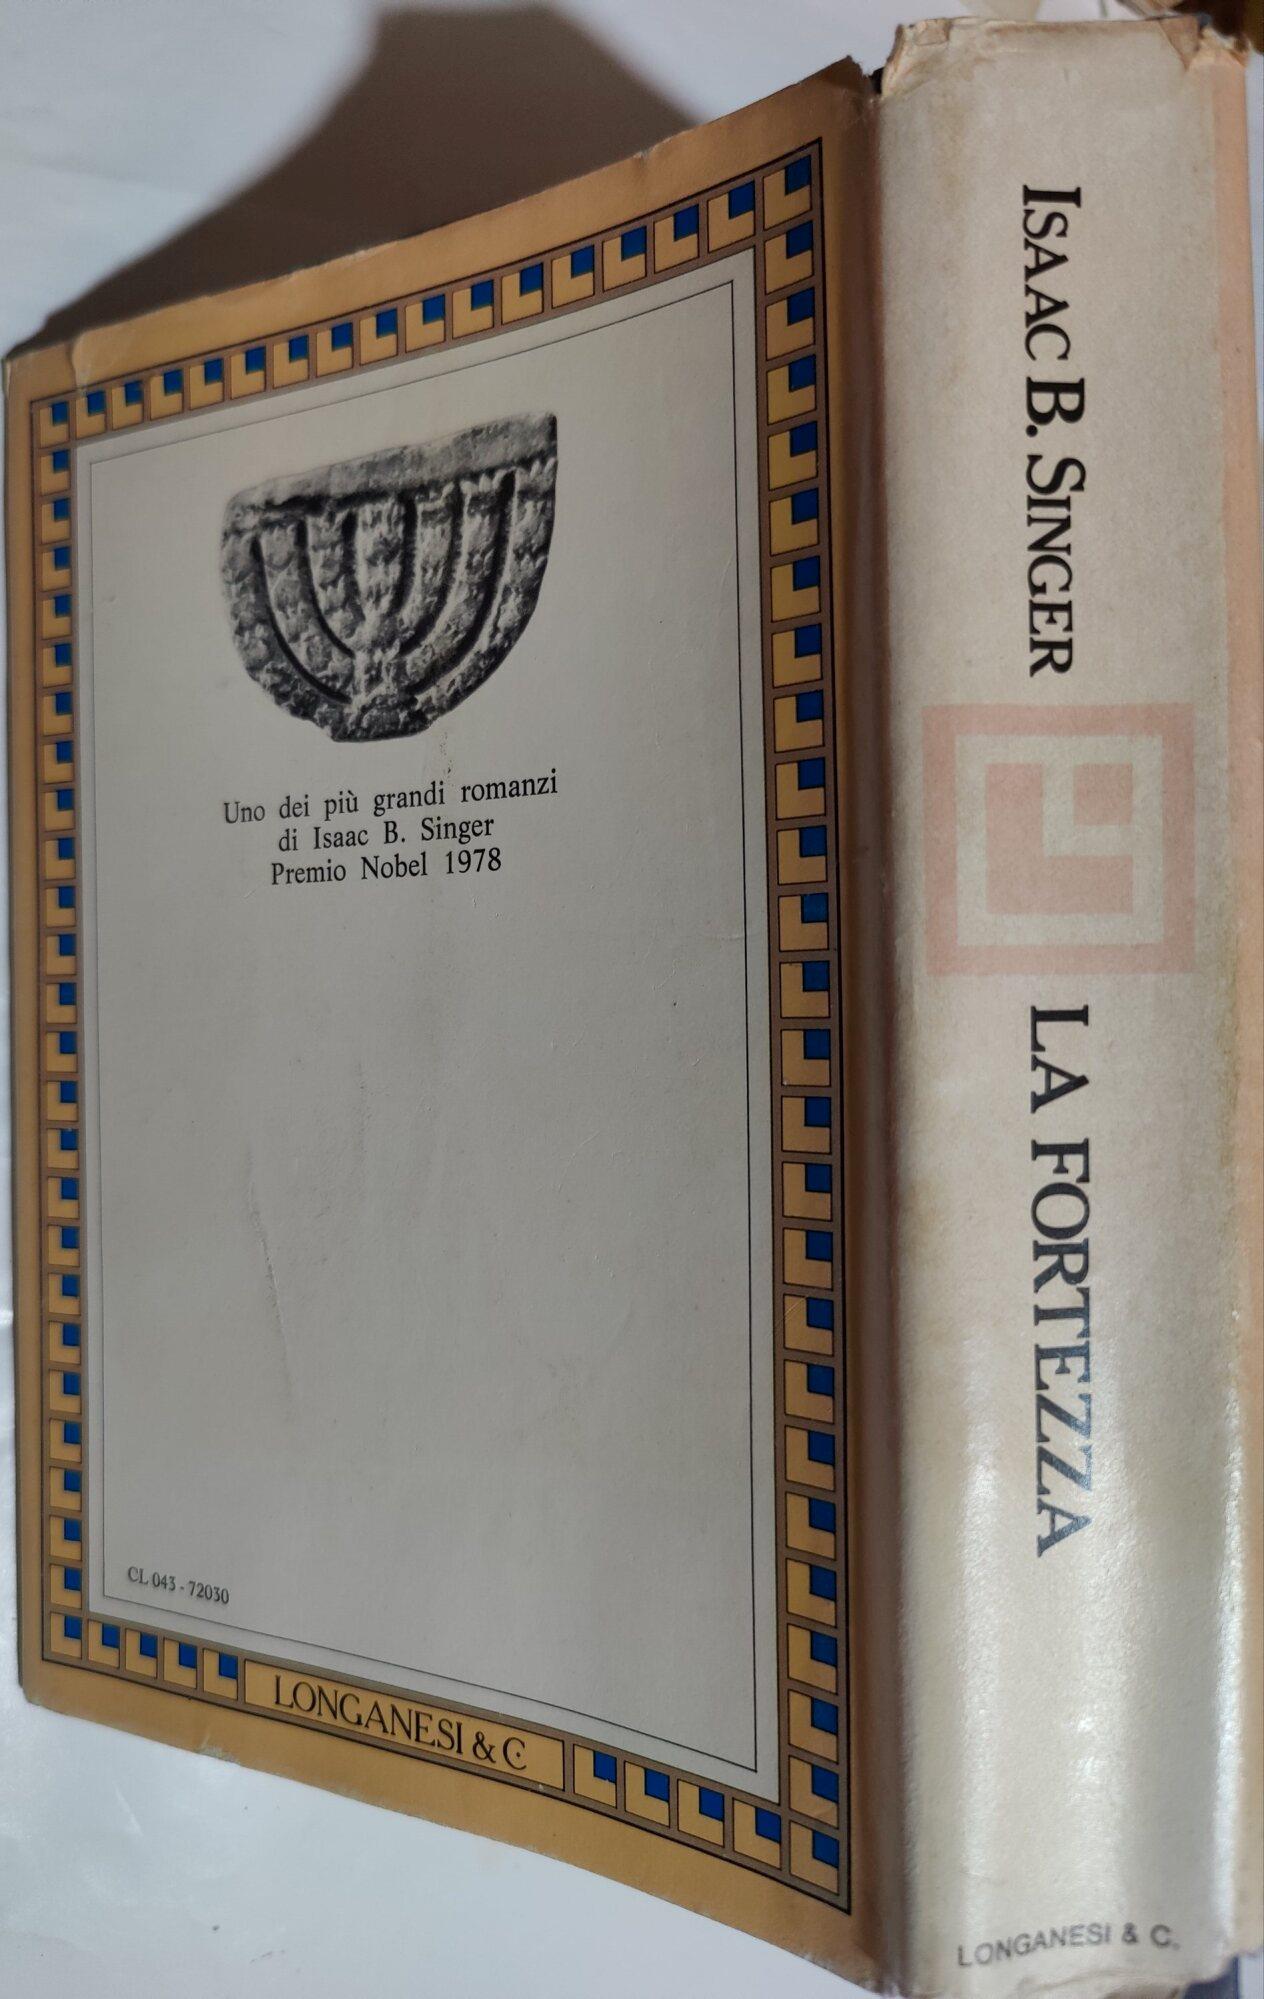 Uno dei più grandi romanzi
di Isaac B. Singer
Premio Nobel 1978
CL 043 - 72030
LONGANESI & C.
ISAAC B. SINGER
LA FORTEZZA
LONGANESI & C.